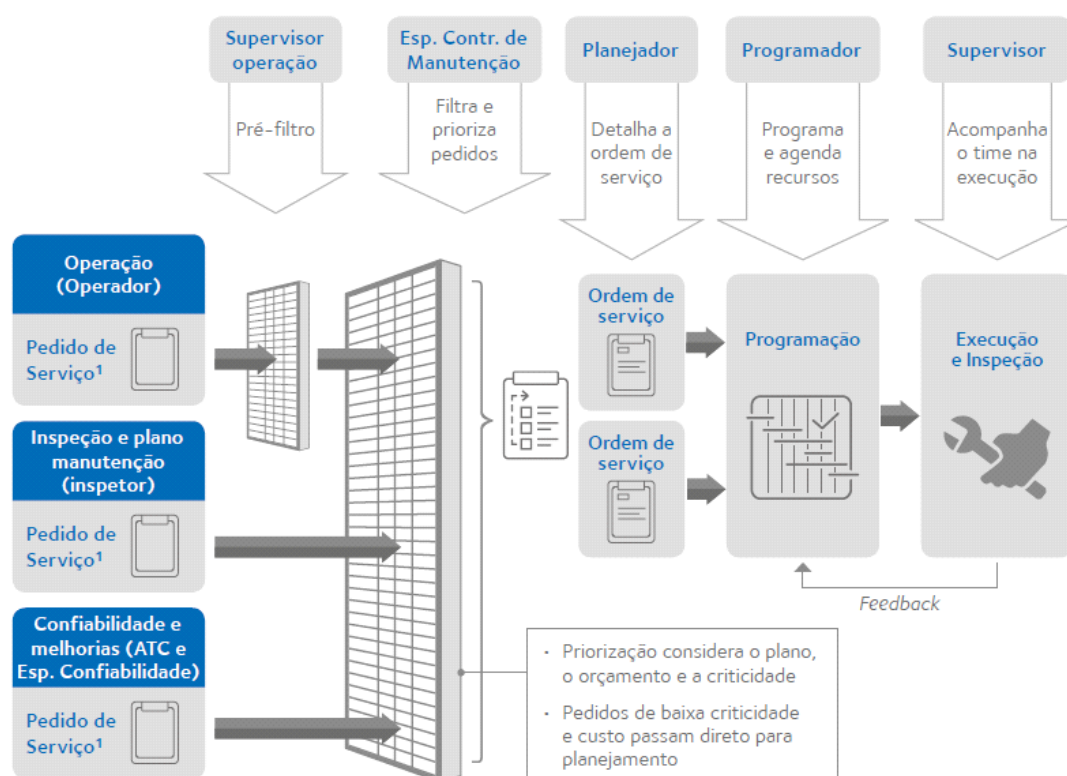 Supervisor
operação
Esp. Contr. de
Manutenção
Planejador
Programador
Supervisor
Pré-filtro
Filtra e
prioriza
pedidos
Detalha a
ordem de
serviço
Programa
e agenda
recursos
Acompanha
o time na
execução
Operação
(Operador)
Pedido de
Serviço¹
Inspeção e plano
manutenção
(inspetor)
Pedido de
Serviço¹
Confiabilidade e
melhorias (ATC e
Esp. Confiabilidade)
Pedido de
Serviço¹
Ordem de
serviço
Ordem de
serviço
Programação
Execução
e Inspeção
Feedback
· Priorização considera o plano,
o orçamento e a criticidade
· Pedidos de baixa criticidade
e custo passam direto para
planejamento